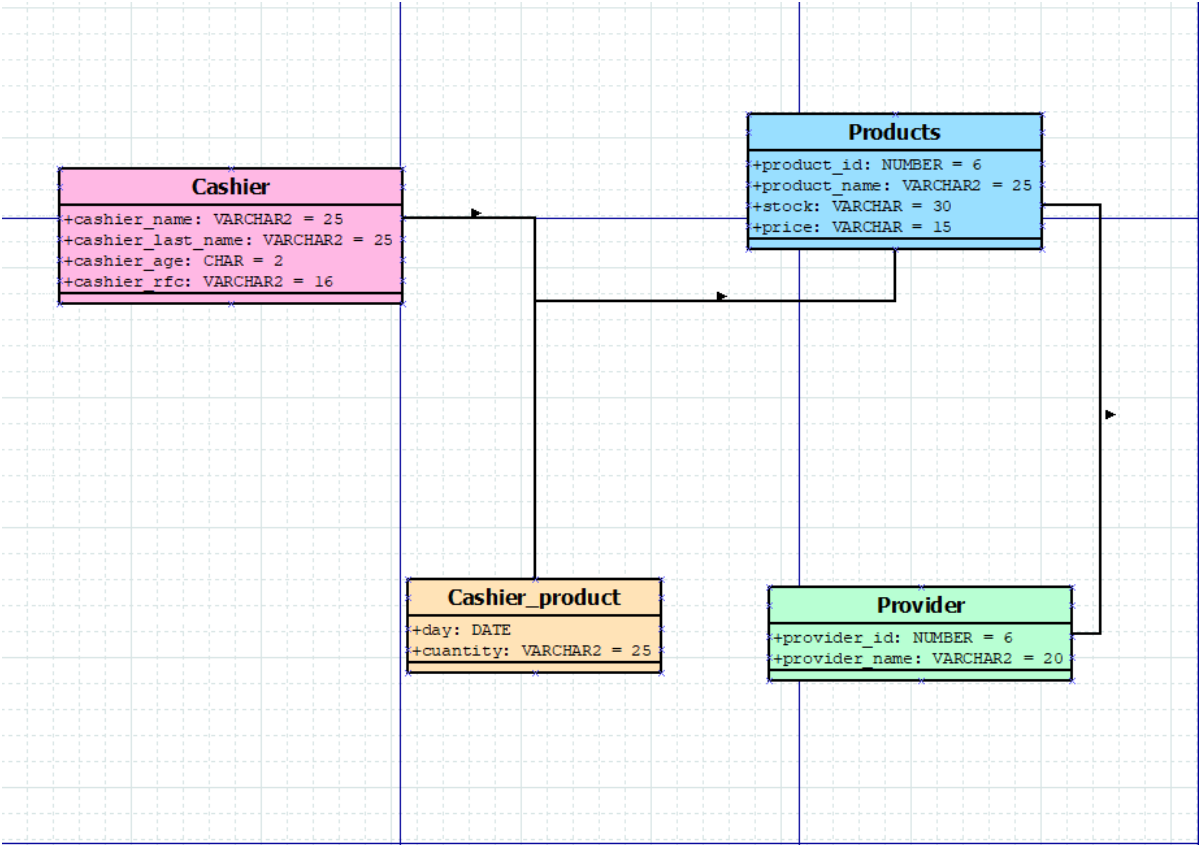 Cashier
+cashier_name: VARCHAR2 = 25
+cashier_last_name: VARCHAR2 = 25
+cashier_age: CHAR = 2
+cashier_rfc: VARCHAR2 = 16
Products
+product_id: NUMBER = 6
+product_name: VARCHAR2 = 25
+stock: VARCHAR = 30
+price: VARCHAR = 15
Cashier_product
+day: DATE
+cuantity: VARCHAR2 = 25
Provider
+provider_id: NUMBER = 6
+provider_name: VARCHAR2 = 20